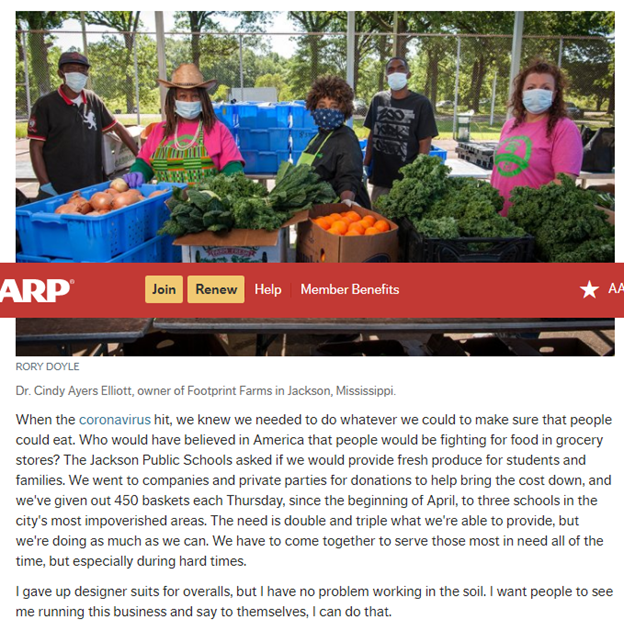 ARP
Join
Renew
Help
Member Benefits
AA
RORY DOYLE
Dr. Cindy Ayers Elliott, owner of Footprint Farms in Jackson, Mississippi.
When the coronavirus hit, we knew we needed to do whatever we could to make sure that people
could eat. Who would have believed in America that people would be fighting for food in grocery
stores? The Jackson Public Schools asked if we would provide fresh produce for students and
families. We went to companies and private parties for donations to help bring the cost down, and
we've given out 450 baskets each Thursday, since the beginning of April, to three schools in the
city's most impoverished areas. The need is double and triple what we're able to provide, but
we're doing as much as we can. We have to come together to serve those most in need all of the
time, but especially during hard times.
I gave up designer suits for overalls, but I have no problem working in the soil. I want people to see
me running this business and say to themselves, I can do that.